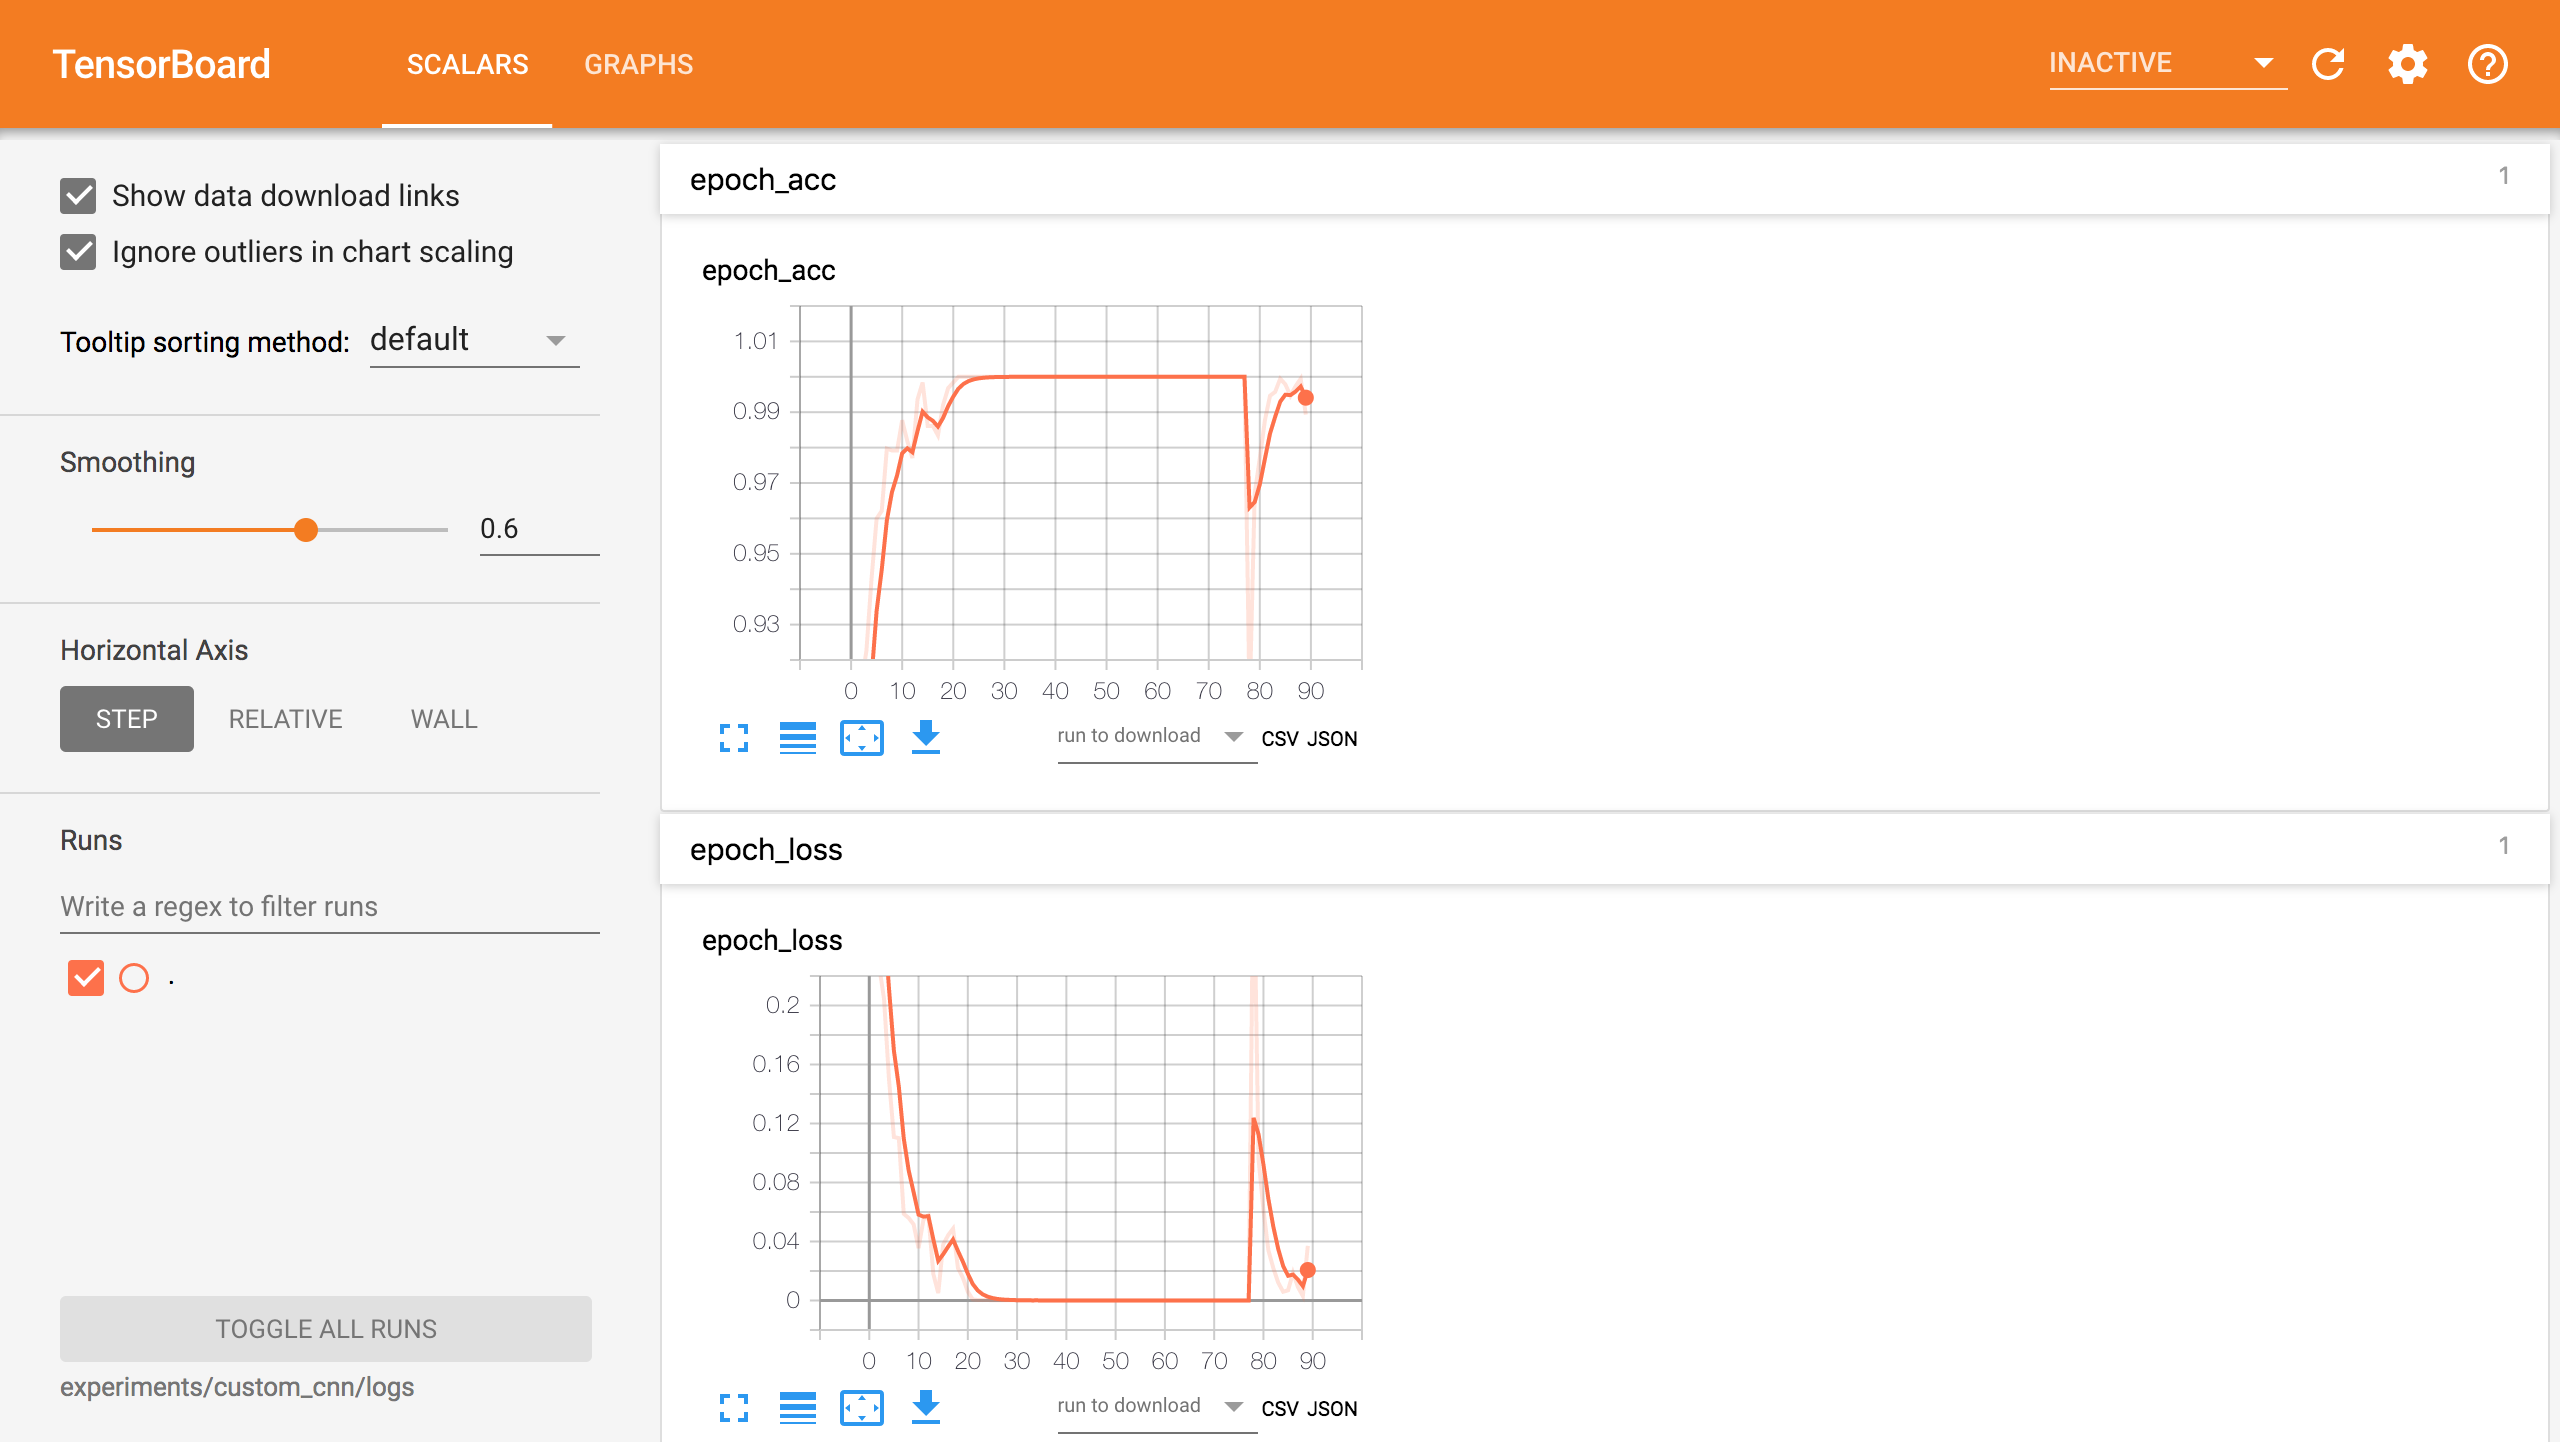 TensorBoard SCALARS GRAPHS INACTIVE
Show data download links
Ignore outliers in chart scaling
Tooltip sorting method: default
Smoothing
0.6
Horizontal Axis
STEP RELATIVE WALL
Runs
Write a regex to filter runs
.
TOGGLE ALL RUNS
experiments/custom_cnn/logs
epoch_acc 1
epoch_acc
1.01
0.99
0.97
0.95
0.93
0 10 20 30 40 50 60 70 80 90
run to download CSV JSON
epoch_loss 1
epoch_loss
0.2
0.16
0.12
0.08
0.04
0
0 10 20 30 40 50 60 70 80 90
run to download CSV JSON